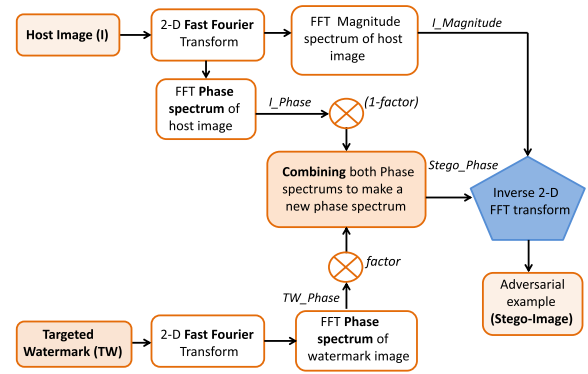 Host Image (I)
2-D Fast Fourier
Transform
FFT Magnitude
spectrum of host
image
I_Magnitude
FFT Phase
spectrum of
host image
I_Phase
(1-factor)
Combining both Phase
spectrums to make a
new phase spectrum
Stego_Phase
Inverse 2-D
FFT transform
factor
TW_Phase
Adversarial
example
(Stego-Image)
Targeted
Watermark (TW)
2-D Fast Fourier
Transform
FFT Phase
spectrum of
watermark image